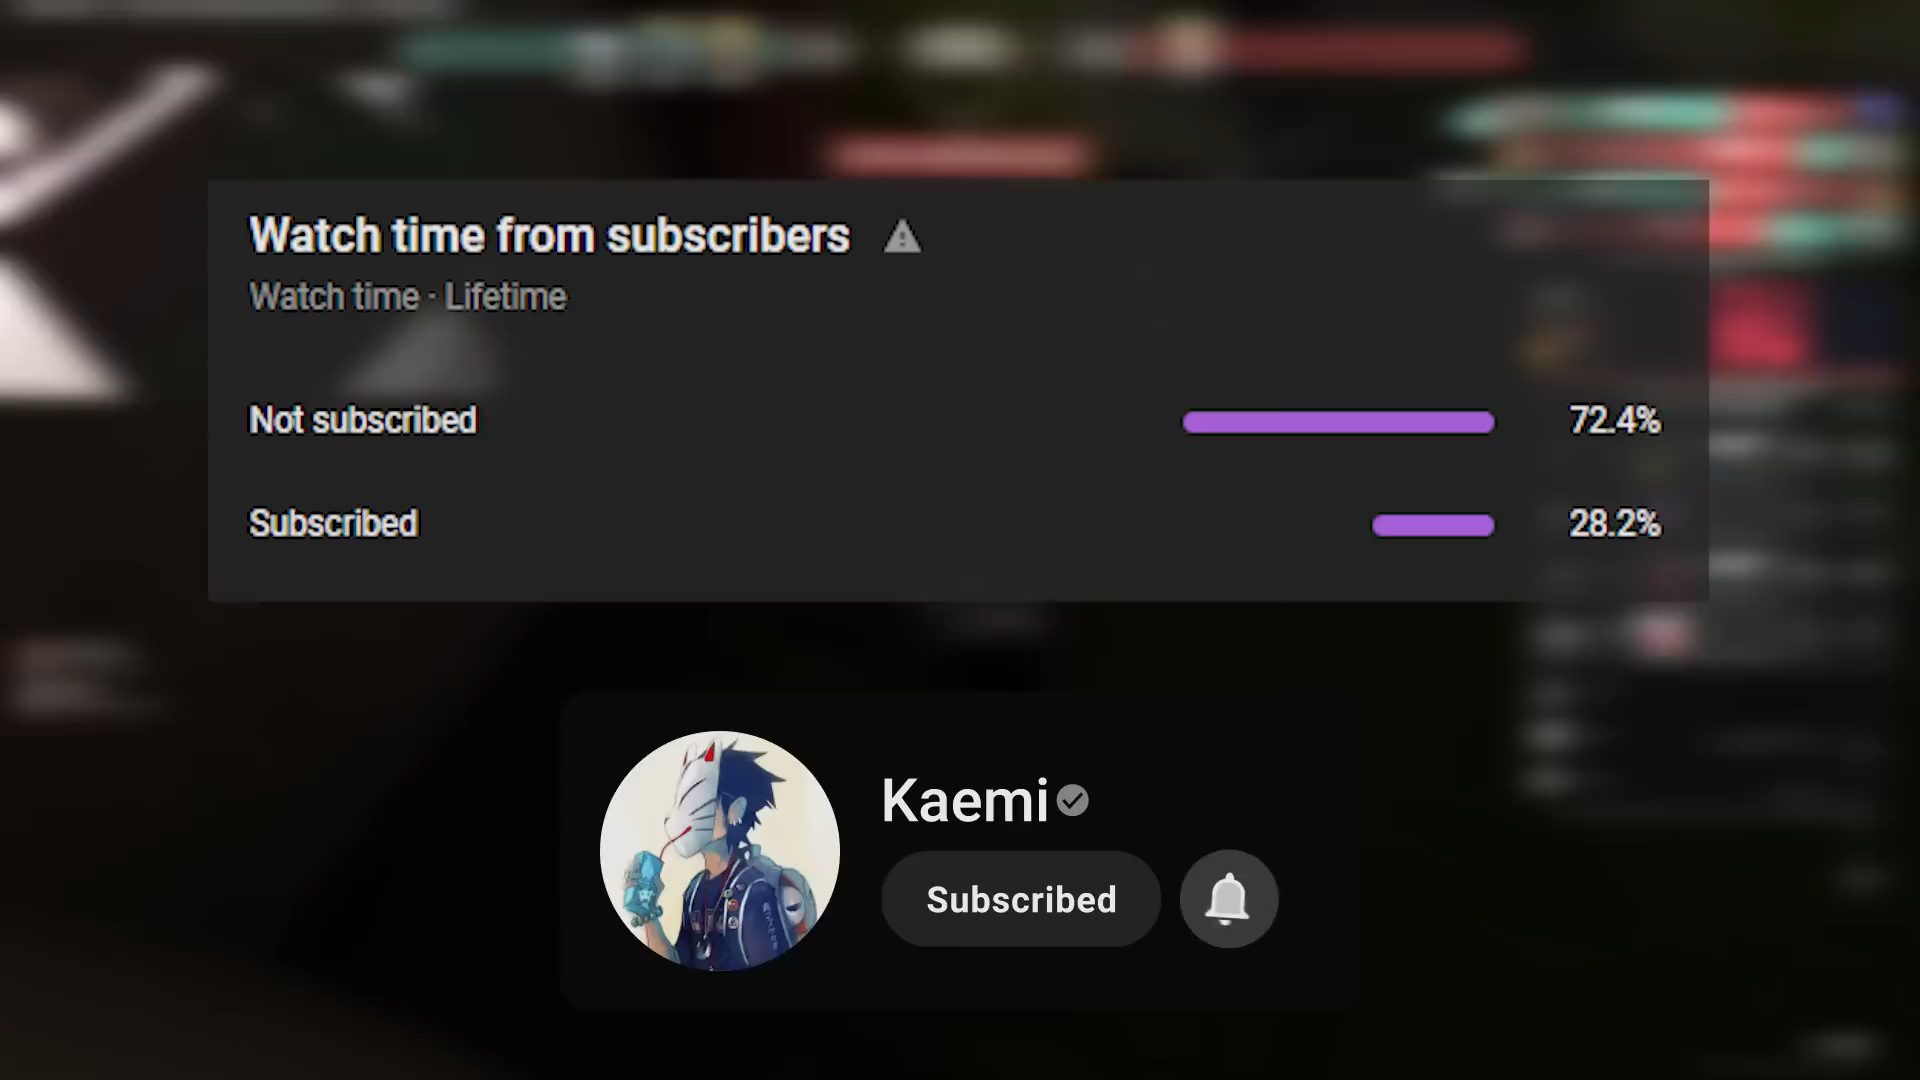 Watch time from subscribers
Watch time · Lifetime
Not subscribed 72.4%
Subscribed 28.2%
Kaemi
Subscribed